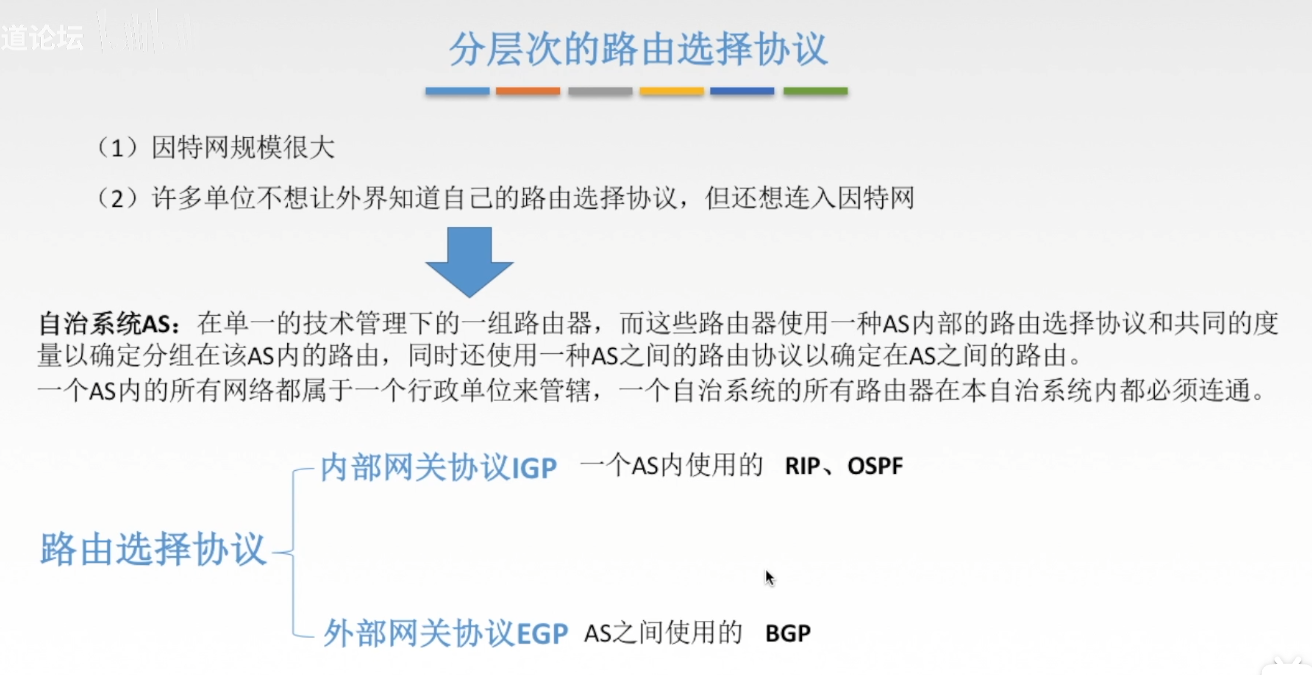 道论坛
分层次的路由选择协议
（1）因特网规模很大
（2）许多单位不想让外界知道自己的路由选择协议，但还想连入因特网
自治系统AS：在单一的技术管理下的一组路由器，而这些路由器使用一种AS内部的路由选择协议和共同的度
量以确定分组在该AS内的路由，同时还使用一种AS之间的路由协议以确定在AS之间的路由。
一个AS内的所有网络都属于一个行政单位来管辖，一个自治系统的所有路由器在本自治系统内都必须连通。
内部网关协议IGP 一个AS内使用的 RIP、OSPF
路由选择协议
外部网关协议EGP AS之间使用的 BGP